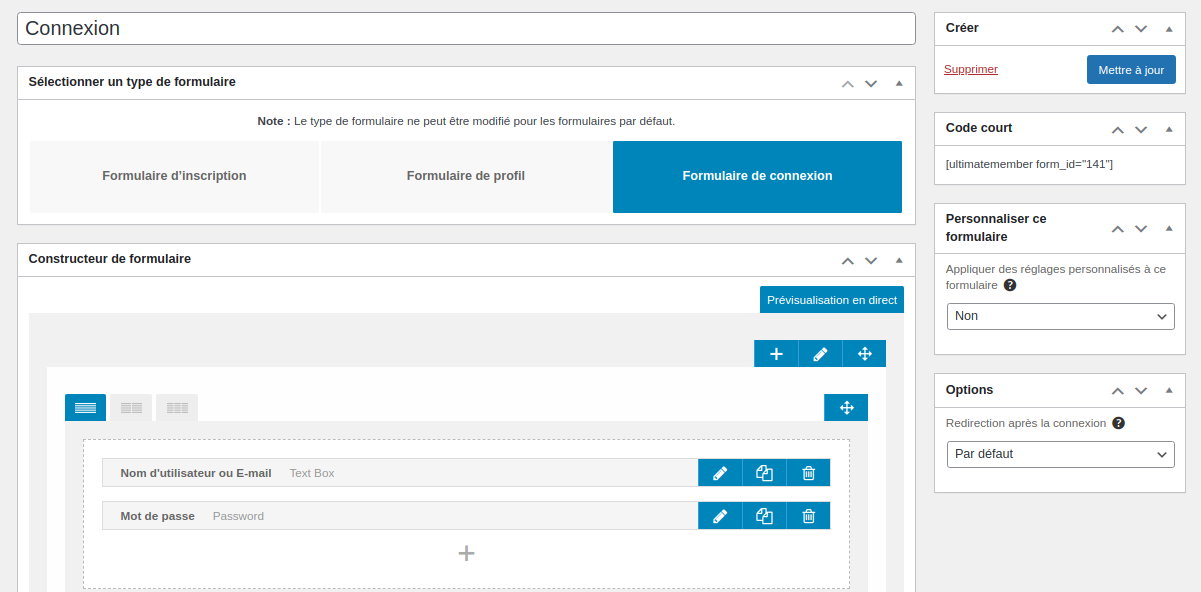 Connexion
Sélectionner un type de formulaire
Note : Le type de formulaire ne peut être modifié pour les formulaires par défaut.
Formulaire d’inscription
Formulaire de profil
Formulaire de connexion
Constructeur de formulaire
Prévisualisation en direct
Nom d'utilisateur ou E-mail Text Box
Mot de passe Password
Créer
Supprimer
Mettre à jour
Code court
[ultimatemember form_id="141"]
Personnaliser ce
formulaire
Appliquer des réglages personnalisés à ce
formulaire
Non
Options
Redirection après la connexion
Par défaut